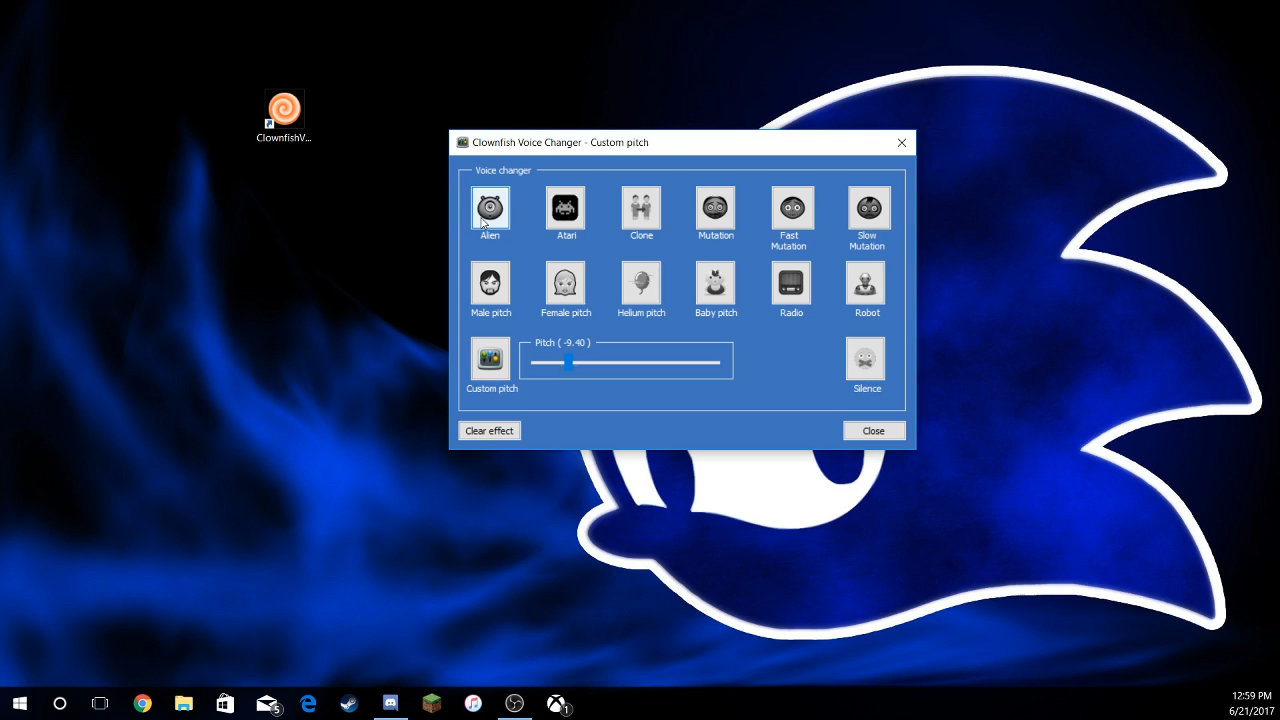 ClownfishV...
Clownfish Voice Changer - Custom pitch
Voice changer
Alien
Atari
Clone
Mutation
Fast
Mutation
Slow
Mutation
Male pitch
Female pitch
Helium pitch
Baby pitch
Radio
Robot
Pitch ( -9.40 )
Custom pitch
Silence
Clear effect
Close
5
1
12:59 PM
6/21/2017